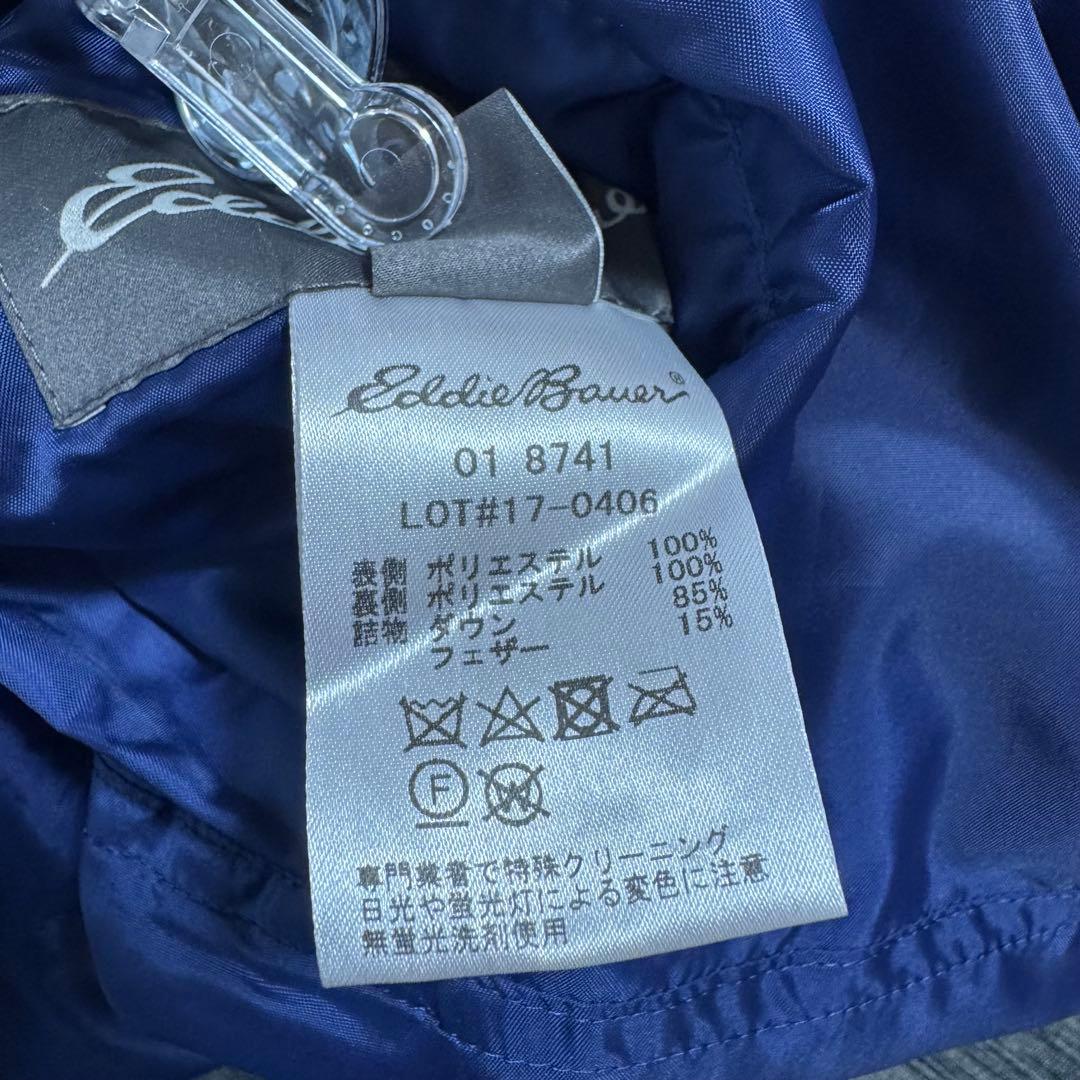 Eddie Bauer®
01 8741
LOT#17-0406
表側 ポリエステル 100%
裏側 ポリエステル 100%
詰物 ダウン 85%
フェザー 15%
F
W
専門業者で特殊クリーニング
日光や蛍光灯による変色に注意
無蛍光洗剤使用